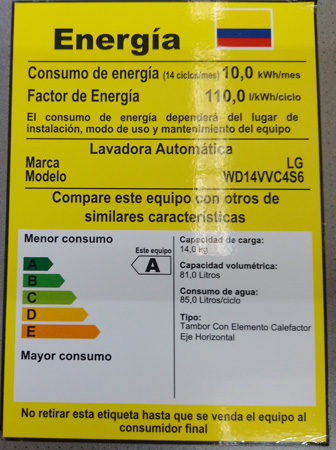 Energía
Consumo de energía (14 ciclos/mes) 10,0 kWh/mes
Factor de Energía 110,0 l/kWh/ciclo
El consumo de energía dependerá del lugar de
instalación, modo de uso y mantenimiento del equipo
Lavadora Automática
Marca LG
Modelo WD14VVC4S6
Compare este equipo con otros de
similares características
Menor consumo
Este equipo
A
A
B
C
D
E
Mayor consumo
Capacidad de carga:
14,0 kg
Capacidad volumétrica:
81,0 Litros
Consumo de agua:
85,0 Litros/ciclo
Tipo:
Tambor Con Elemento Calefactor
Eje Horizontal
No retirar esta etiqueta hasta que se venda el equipo al
consumidor final